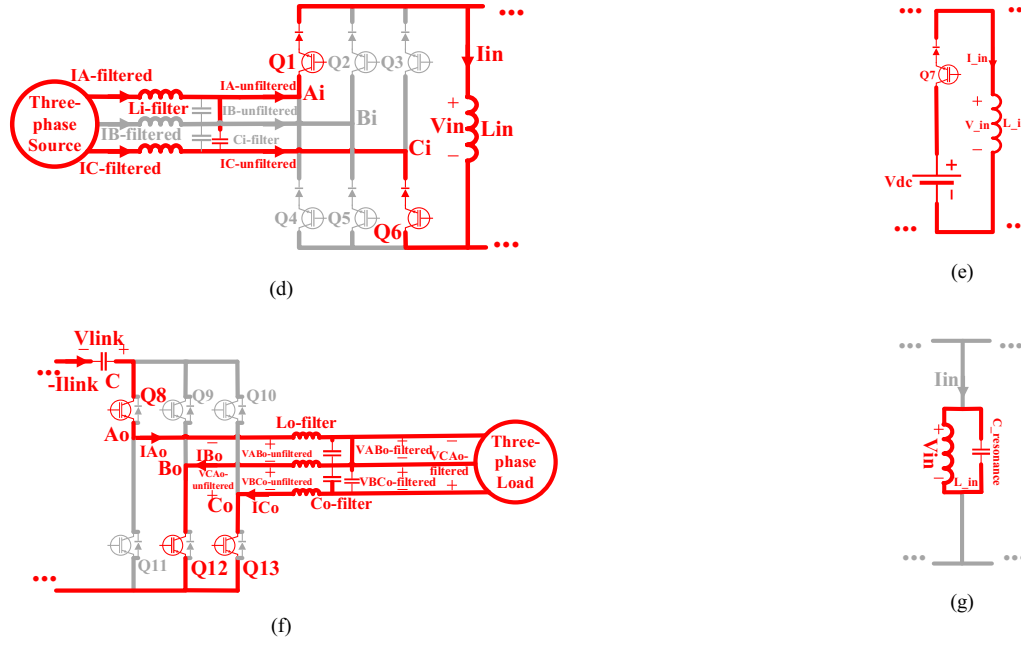 Q1
Q2
Q3
Iin
IA-filtered
IA-unfiltered
Ai
Three-
phase
Source
Li-filter
IB-unfiltered
Bi
IB-filtered
Ci-filter
IC-filtered
IC-unfiltered
Ci
+
Vin
Lin
−
Q4
Q5
Q6
(d)
I_in
Q7
+
V_in
L_i
−
Vdc
+
-
(e)
Vlink
−
+
-Ilink
C
Q8
Q9
Q10
Ao
IAo
Lo-filter
−
IBo
+
VABo-unfiltered
−
+
VABo-filtered
−
−
VCAo-
filtered
+
Bo
VCAo-
unfiltered
+
VBCo-unfiltered
−
+
VBCo-filtered
−
Co
ICo
Co-filter
Three-
phase
Load
Q11
Q12
Q13
(f)
Iin
+
Vin
−
L_in
C_resonance
(g)